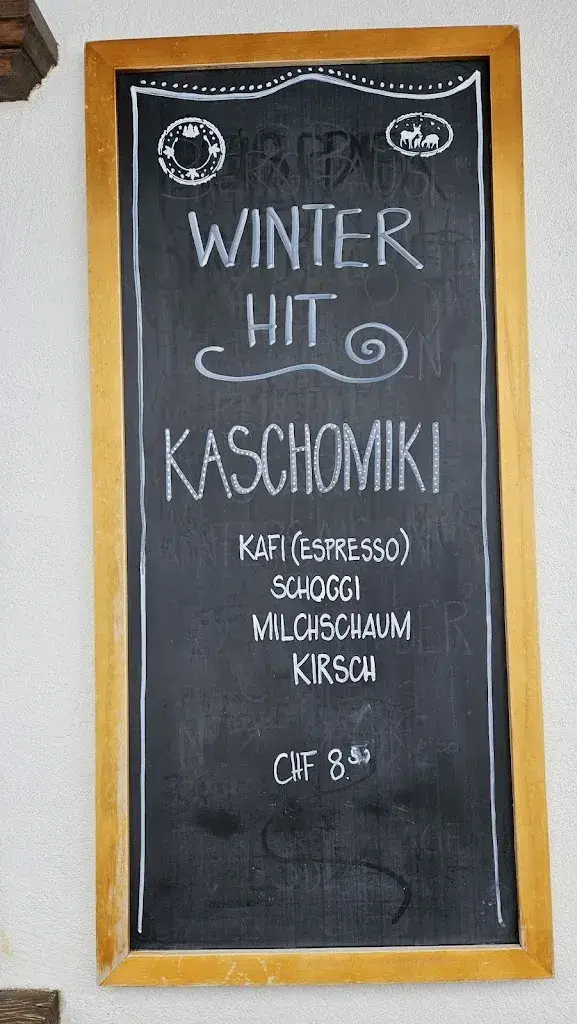 WINTER
HIT
KASCHOMIKI
KAFI (ESPRESSO)
SCHOGGI
MILCHSCHAUM
KIRSCH
CHF 8.50